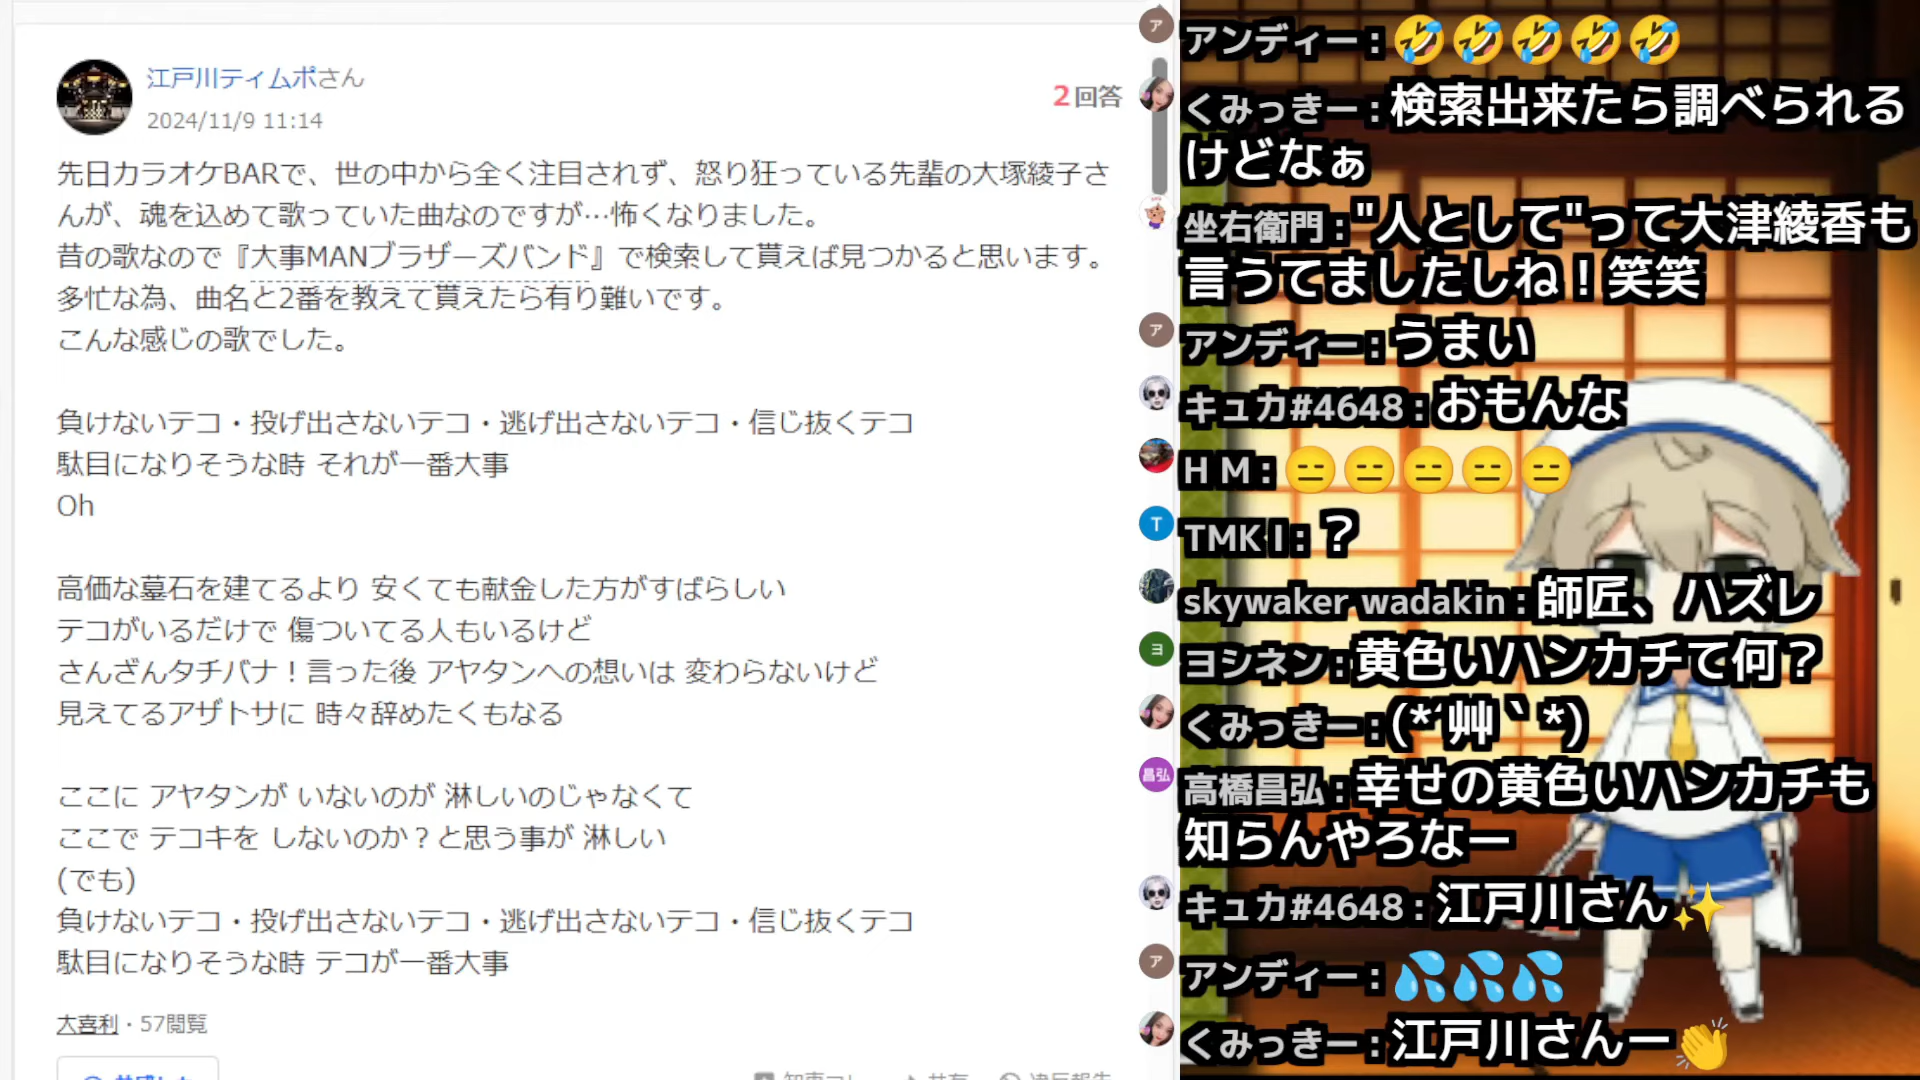 江戸川ティムポさん
2024/11/9 11:14
2回答
先日カラオケBARで、世の中から全く注目されず、怒り狂っている先輩の大塚綾子さ
んが、魂を込めて歌っていた曲なのですが…怖くなりました。
昔の歌なので『大事MANブラザーズバンド』で検索して貰えば見つかると思います。
多忙な為、曲名と2番を教えて貰えたら有り難いです。
こんな感じの歌でした。
負けないテコ・投げ出さないテコ・逃げ出さないテコ・信じ抜くテコ
駄目になりそうな時 それが一番大事
Oh
高価な墓石を建てるより 安くても献金した方がすばらしい
テコがいるだけで 傷ついてる人もいるけど
さんざんタチバナ！言った後 アヤタンへの想いは 変わらないけど
見えてるアザトサに 時々辞めたくもなる
ここに アヤタンが いないのが 淋しいのじゃなくて
ここで テコキを しないのか？と思う事が 淋しい
(でも)
負けないテコ・投げ出さないテコ・逃げ出さないテコ・信じ抜くテコ
駄目になりそうな時 テコが一番大事
大喜利・57閲覧
ア
アンディー : 🤣🤣🤣🤣🤣
くみっきー : 検索出来たら調べられる
けどなぁ
坐右衛門 : "人として"って大津綾香も
言うてましたしね！笑笑
ア
アンディー : うまい
キュカ#4648 : おもんな
H M : 😑😑😑😑😑
T
TMK I : ？
skywaker wadakin : 師匠、ハズレ
ヨ
ヨシネン : 黄色いハンカチて何？
くみっきー : (*´艸｀*)
昌弘
高橋昌弘 : 幸せの黄色いハンカチも
知らんやろなー
キュカ#4648 : 江戸川さん✨
ア
アンディー : 💦💦💦
くみっきー : 江戸川さんー👏